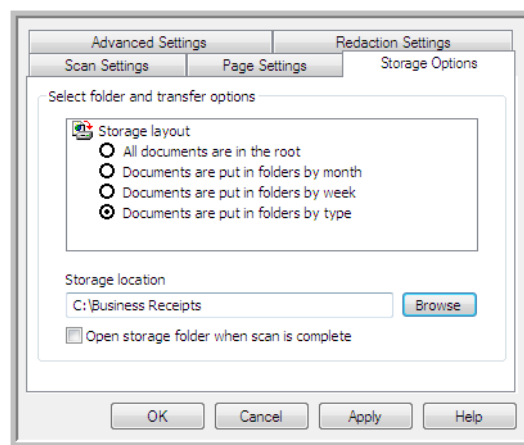 Advanced Settings
Redaction Settings
Scan Settings
Page Settings
Storage Options
Select folder and transfer options
Storage layout
All documents are in the root
Documents are put in folders by month
Documents are put in folders by week
Documents are put in folders by type
Storage location
C:\Business Receipts
Browse
Open storage folder when scan is complete
OK
Cancel
Apply
Help